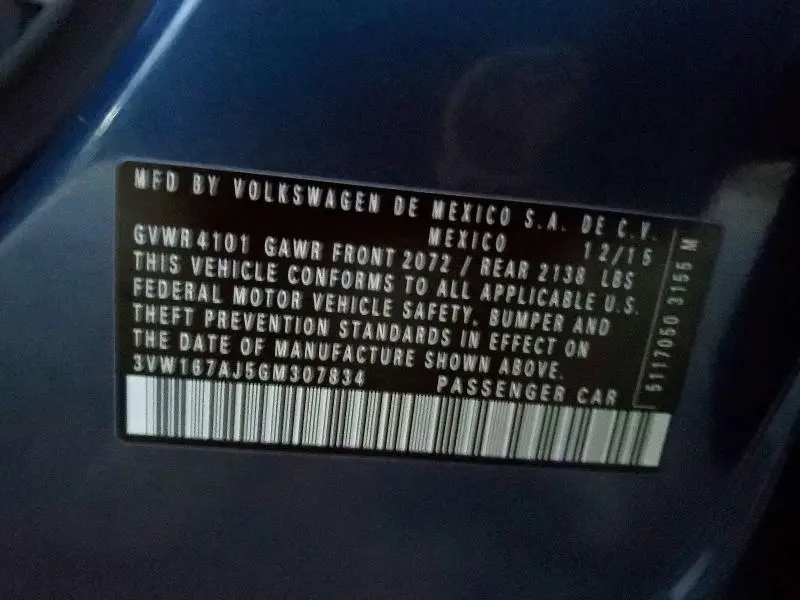 MFD BY VOLKSWAGEN DE MEXICO S.A. DE C.V.
MEXICO 12/15
GVWR 4101 GAWR FRONT 2072 / REAR 2138 LBS
THIS VEHICLE CONFORMS TO ALL APPLICABLE U.S.
FEDERAL MOTOR VEHICLE SAFETY, BUMPER AND
THEFT PREVENTION STANDARDS IN EFFECT ON
THE DATE OF MANUFACTURE SHOWN ABOVE.
3VW167AJ5GM307834 PASSENGER CAR
5117050 3155 M